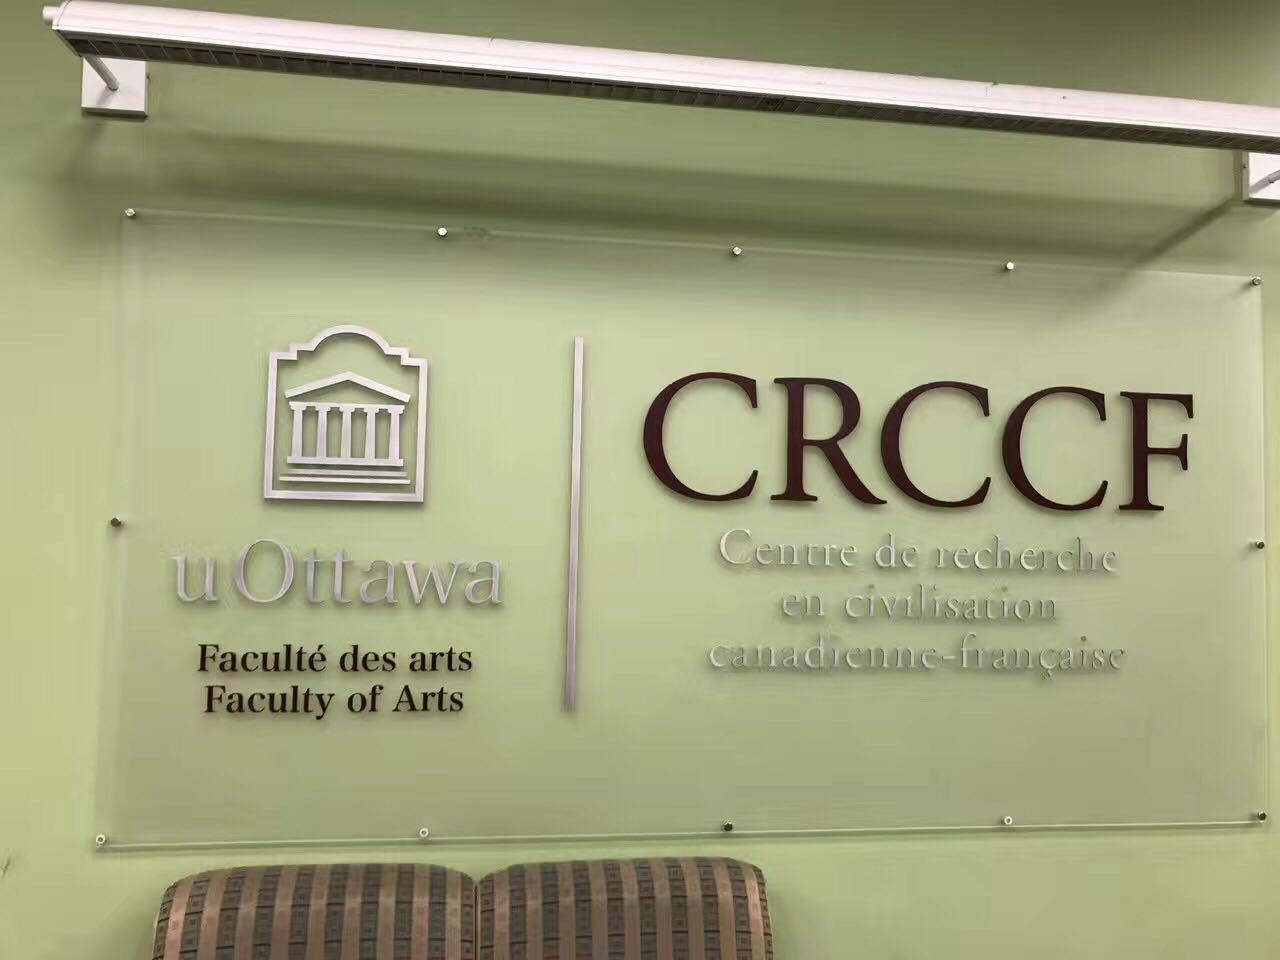 uOttawa
Faculté des arts
Faculty of Arts
CRCCF
Centre de recherche
en civilisation
canadienne-française